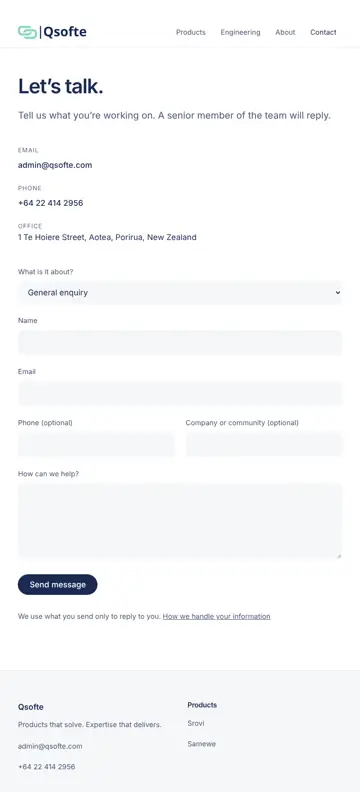 Qsofte
Products Engineering About Contact
Let’s talk.
Tell us what you’re working on. A senior member of the team will reply.
EMAIL
admin@qsofte.com
PHONE
+64 22 414 2956
OFFICE
1 Te Hoiere Street, Aotea, Porirua, New Zealand
What is it about?
General enquiry
Name
Email
Phone (optional) Company or community (optional)
How can we help?
Send message
We use what you send only to reply to you. How we handle your information
Qsofte
Products that solve. Expertise that delivers.
admin@qsofte.com
+64 22 414 2956
Products
Srovi
Samewe